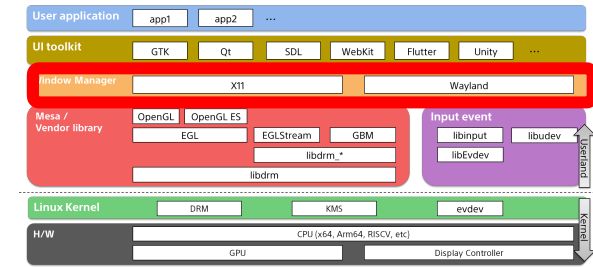 User application
app1
app2
...
UI toolkit
GTK
Qt
SDL
WebKit
Flutter
Unity
...
indow Manager
X11
Wayland
Mesa /
Vendor library
OpenGL
OpenGL ES
EGL
EGLStream
GBM
libdrm_*
libdrm
Input event
libinput
libudev
libEvdev
Userland
Linux Kernel
DRM
KMS
evdev
Kernel
H/W
CPU (x64, Arm64, RISCV, etc)
GPU
Display Controller